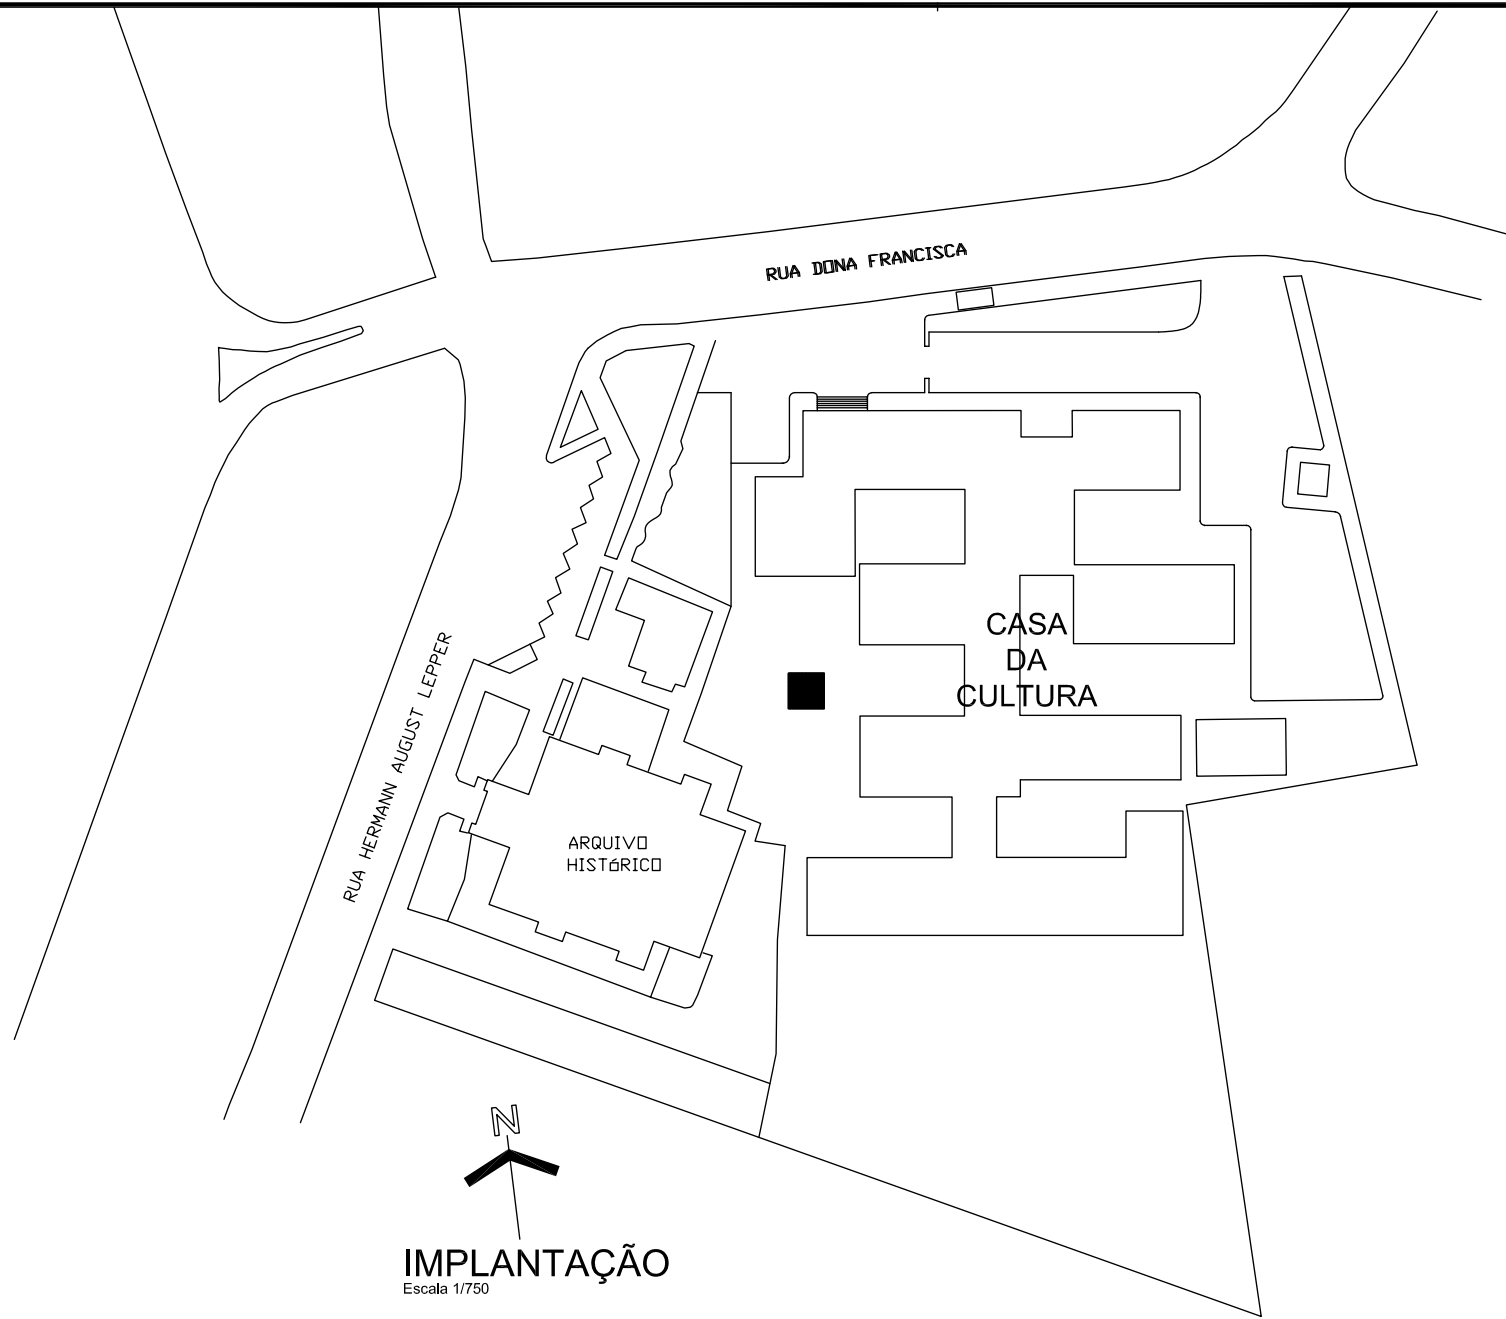 RUA DONA FRANCISCA
CASA
DA
CULTURA
RUA HERMANN AUGUST LEPPER
ARQUIVO
HISTóRICO
N
IMPLANTAÇÃO
Escala 1/750